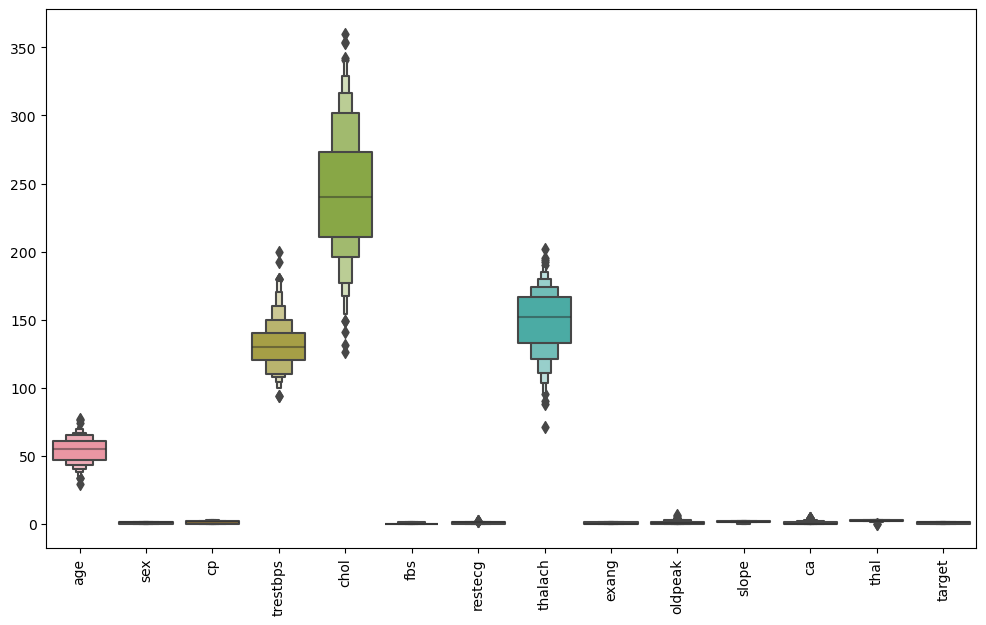 350
300
250
200
150
100
50
0
age
sex
cp
trestbps
chol
fbs
restecg
thalach
exang
oldpeak
slope
ca
thal
target